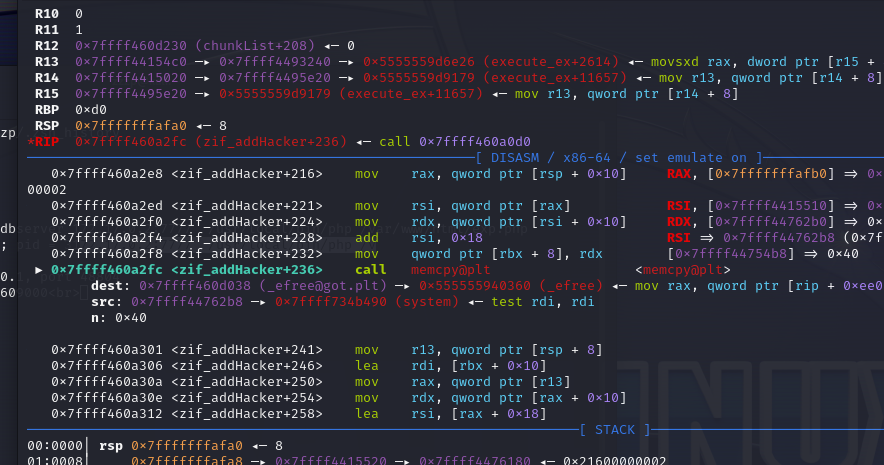 R10  0
R11  1
R12  0×7ffff460d230 (chunkList+208) ◂— 0
R13  0×7ffff44154c0 —▸ 0×7ffff4493240 —▸ 0×5555559d6e26 (execute_ex+2614) ◂— movsxd rax, dword ptr [r15 +
R14  0×7ffff4415020 —▸ 0×7ffff4495e20 —▸ 0×5555559d9179 (execute_ex+11657) ◂— mov r13, qword ptr [r14 + 8]
R15  0×7ffff4495e20 —▸ 0×5555559d9179 (execute_ex+11657) ◂— mov r13, qword ptr [r14 + 8]
RBP  0×d0
RSP  0×7fffffffafa0 ◂— 8
*RIP  0×7ffff460a2fc (zif_addHacker+236) ◂— call 0×7ffff460a0d0
[ DISASM / x86-64 / set emulate on ]
0×7ffff460a2e8 <zif_addHacker+216>    mov    rax, qword ptr [rsp + 0×10]    RAX, [0×7fffffffafb0] => 0×
00002
0×7ffff460a2ed <zif_addHacker+221>    mov    rsi, qword ptr [rax]    RSI, [0×7ffff4415510] => 0×
0×7ffff460a2f0 <zif_addHacker+224>    mov    rdx, qword ptr [rsi + 0×10]    RDX, [0×7ffff44762b0] => 0×
0×7ffff460a2f4 <zif_addHacker+228>    add    rsi, 0×18    RSI => 0×7ffff44762b8 (0×7f
0×7ffff460a2f8 <zif_addHacker+232>    mov    qword ptr [rbx + 8], rdx    [0×7ffff44754b8] => 0×40
► 0×7ffff460a2fc <zif_addHacker+236>    call    memcpy@plt    <memcpy@plt>
dest: 0×7ffff460d038 (_efree@got.plt) —▸ 0×555555940360 (_efree) ◂— mov rax, qword ptr [rip + 0×ee0
src: 0×7ffff44762b8 —▸ 0×7ffff734b490 (system) ◂— test rdi, rdi
n: 0×40
0×7ffff460a301 <zif_addHacker+241>    mov    r13, qword ptr [rsp + 8]
0×7ffff460a306 <zif_addHacker+246>    lea    rdi, [rbx + 0×10]
0×7ffff460a30a <zif_addHacker+250>    mov    rax, qword ptr [r13]
0×7ffff460a30e <zif_addHacker+254>    mov    rdx, qword ptr [rax + 0×10]
0×7ffff460a312 <zif_addHacker+258>    lea    rsi, [rax + 0×18]
[ STACK ]
00:0000│ rsp 0×7fffffffafa0 ◂— 8
01:0008│     0×7fffffffafa8 —▸ 0×7ffff4415520 —▸ 0×7ffff4476180 ◂— 0×21600000002